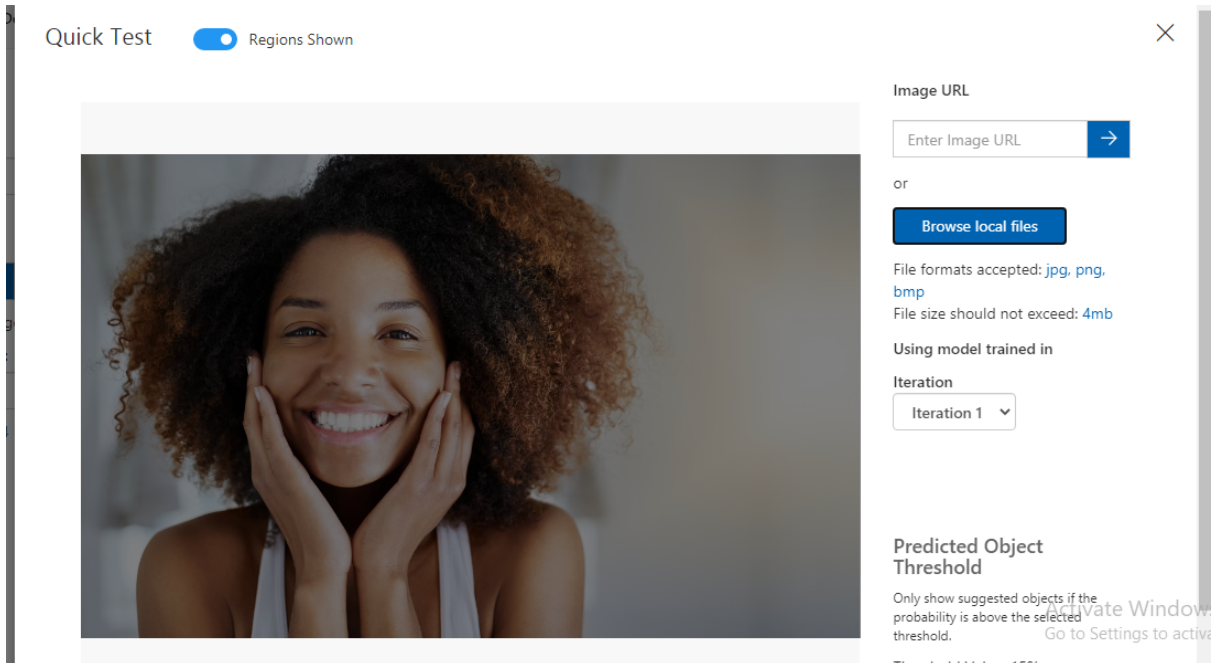 Quick Test
Regions Shown
Image URL
Enter Image URL
or
Browse local files
File formats accepted: jpg, png,
bmp
File size should not exceed: 4mb
Using model trained in
Iteration
Iteration 1
Predicted Object
Threshold
Only show suggested objects if the
probability is above the selected
threshold.
Activate Windows
Go to Settings to activa